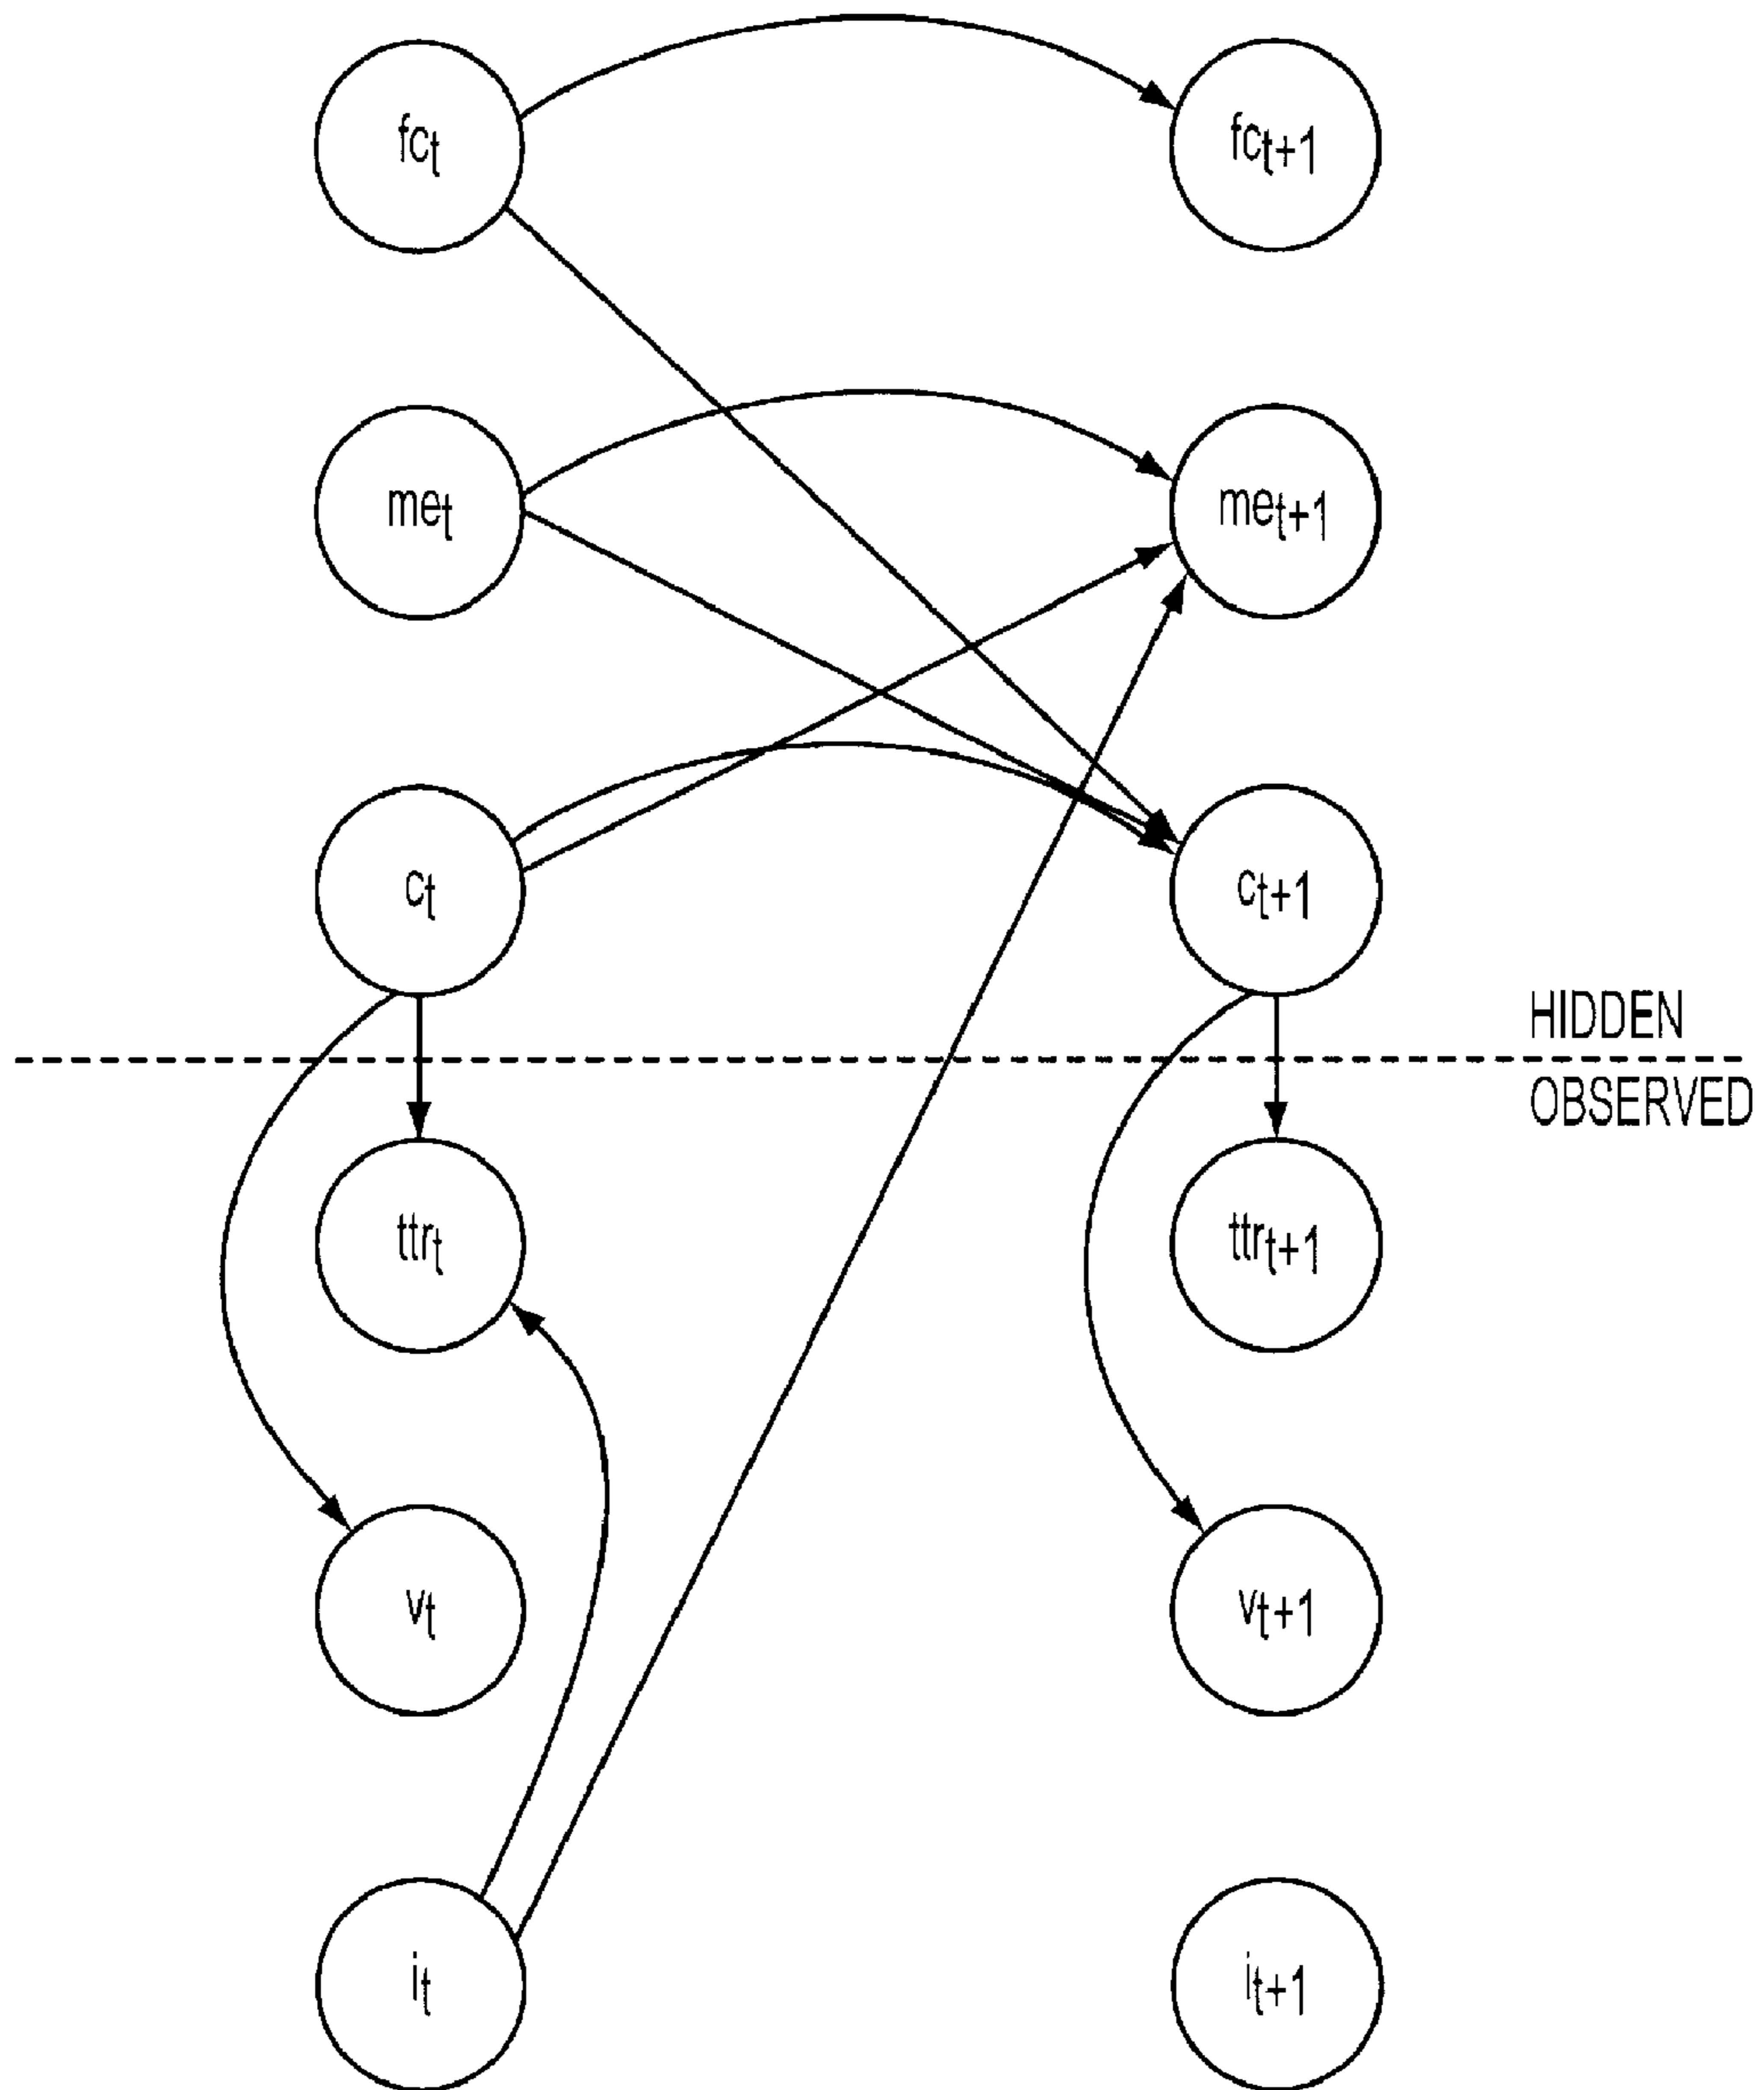 fct
fct+1
met
met+1
ct
ct+1
HIDDEN
OBSERVED
ttrt
ttrt+1
vt
vt+1
it
it+1